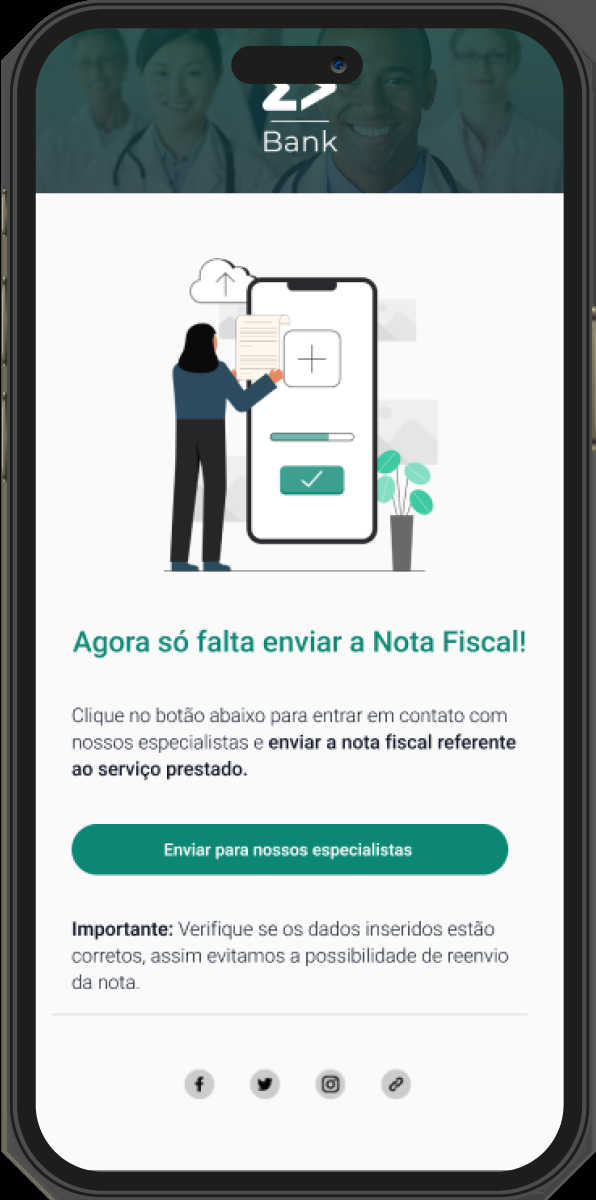 Bank
Agora só falta enviar a Nota Fiscal!
Clique no botão abaixo para entrar em contato com
nossos especialistas e enviar a nota fiscal referente
ao serviço prestado.
Enviar para nossos especialistas
Importante: Verifique se os dados inseridos estão
corretos, assim evitamos a possibilidade de reenvio
da nota.